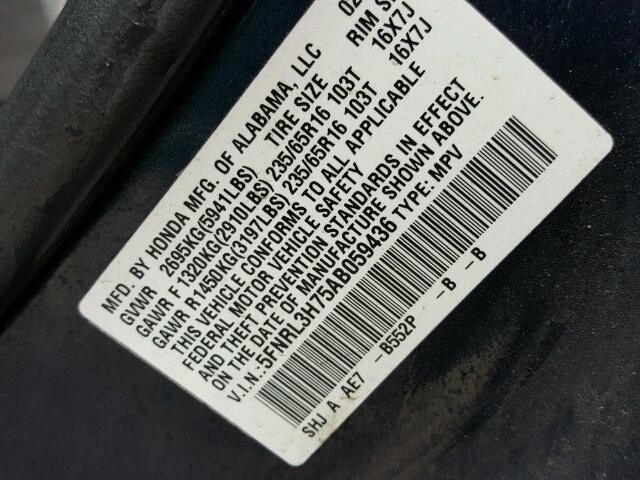 MFD. BY HONDA MFG. OF ALABAMA, LLC 02
GVWR 2695KG(5941LBS) TIRE SIZE RIM S
GAWR F 1320KG(2910LBS) 235/65R16 103T 16X7J
GAWR R1450KG(3197LBS) 235/65R16 103T 16X7J
THIS VEHICLE CONFORMS TO ALL APPLICABLE
FEDERAL MOTOR VEHICLE SAFETY
AND THEFT PREVENTION STANDARDS IN EFFECT
ON THE DATE OF MANUFACTURE SHOWN ABOVE.
V.I.N.: 5FNRL3H75AB059436 TYPE: MPV
SHJ A AE7 -B552P -B -B